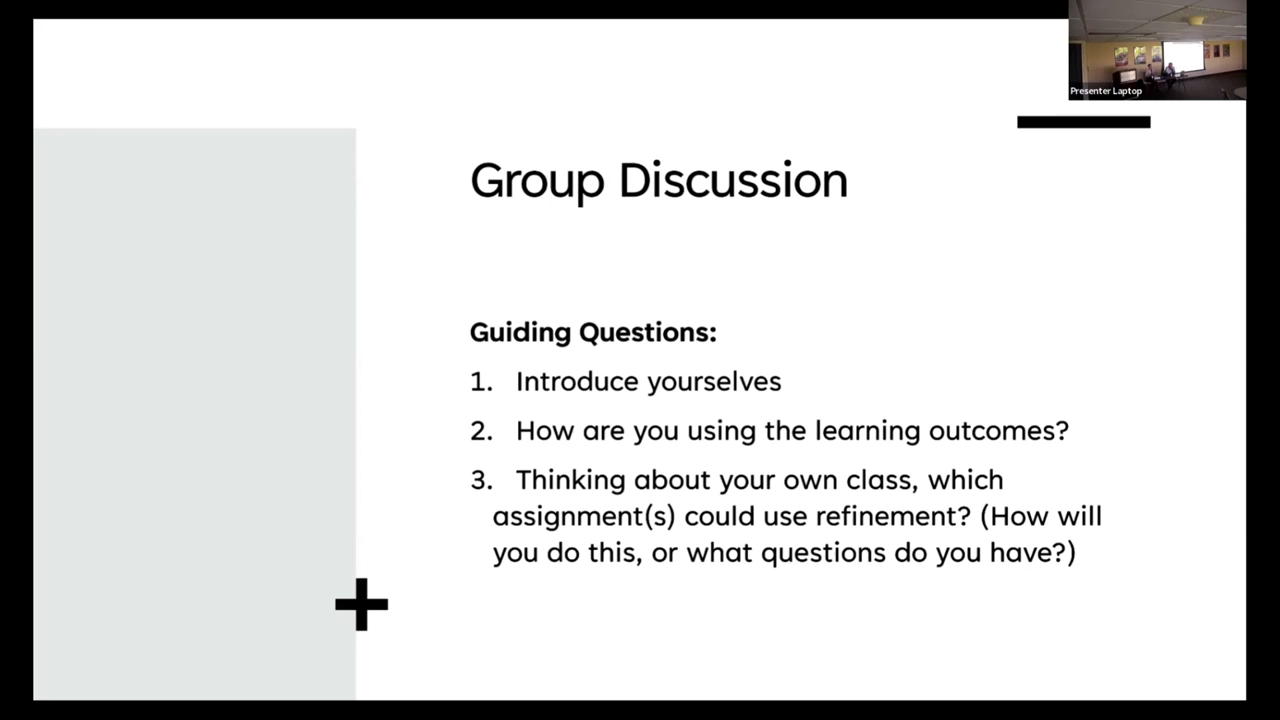 Presenter Laptop
Group Discussion
Guiding Questions:
1. Introduce yourselves
2. How are you using the learning outcomes?
3. Thinking about your own class, which
assignment(s) could use refinement? (How will
you do this, or what questions do you have?)